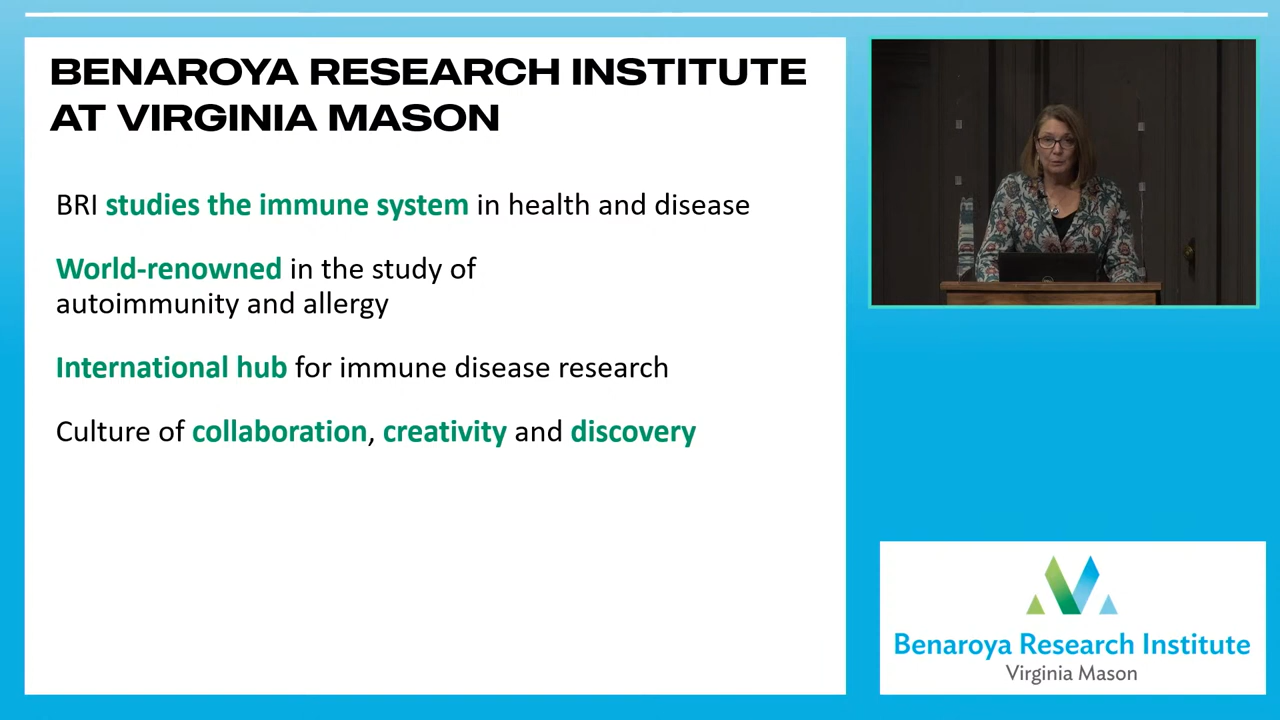 BENAROYA RESEARCH INSTITUTE
AT VIRGINIA MASON
BRI studies the immune system in health and disease
World-renowned in the study of
autoimmunity and allergy
International hub for immune disease research
Culture of collaboration, creativity and discovery
Benaroya Research Institute
Virginia Mason